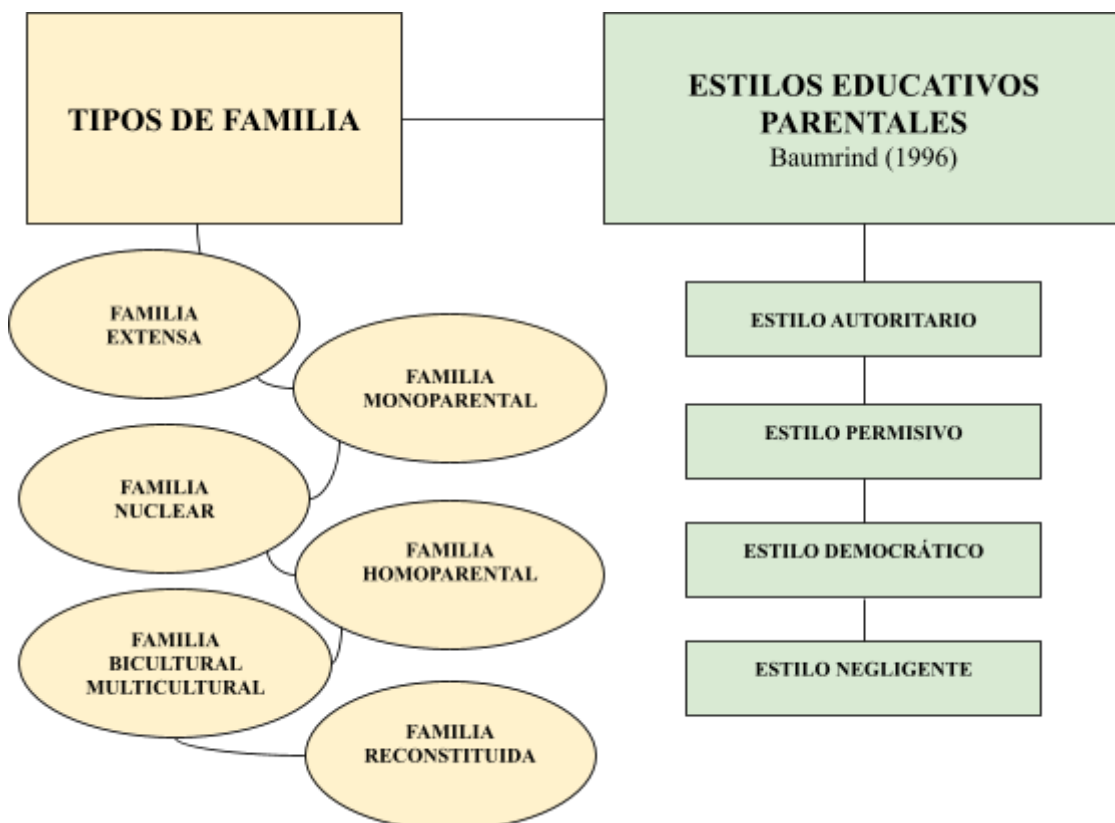 TIPOS DE FAMILIA
ESTILOS EDUCATIVOS
PARENTALES
Baumrind (1996)
FAMILIA
EXTENSA
FAMILIA
MONOPARENTAL
FAMILIA
NUCLEAR
FAMILIA
HOMOPARENTAL
FAMILIA
BICULTURAL
MULTICULTURAL
FAMILIA
RECONSTITUIDA
ESTILO AUTORITARIO
ESTILO PERMISIVO
ESTILO DEMOCRÁTICO
ESTILO NEGLIGENTE